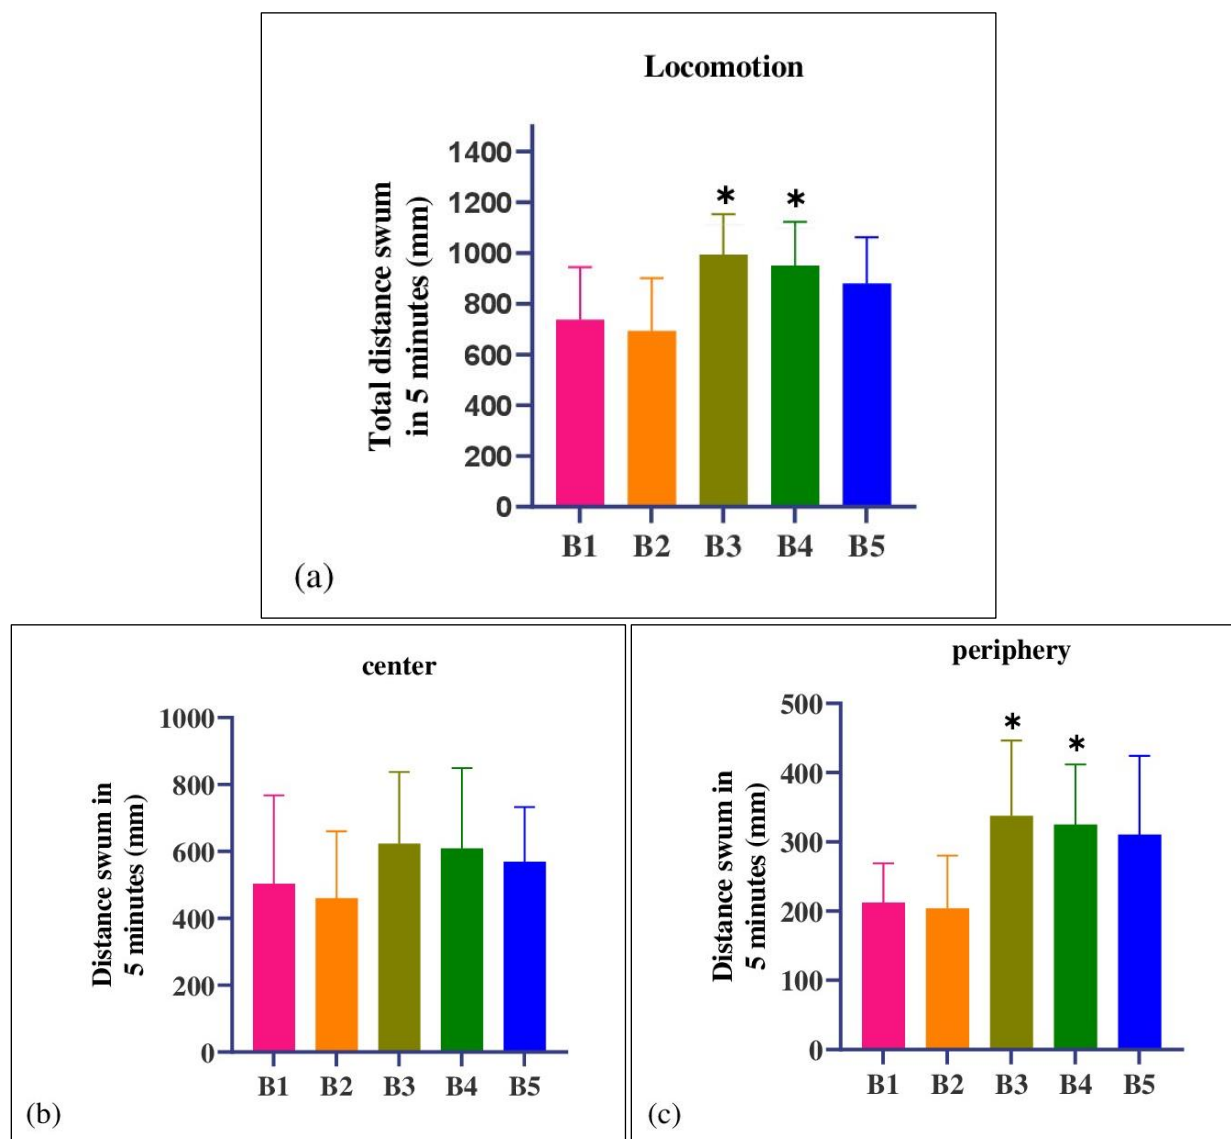 Locomotion
Total distance swum
in 5 minutes (mm)
1400
1200
1000
800
600
400
200
0
*
*
B1 B2 B3 B4 B5
(a)
center
Distance swum in
5 minutes (mm)
1000
800
600
400
200
0
B1 B2 B3 B4 B5
(b)
periphery
Distance swum in
5 minutes (mm)
500
400
300
200
100
0
*
*
B1 B2 B3 B4 B5
(c)